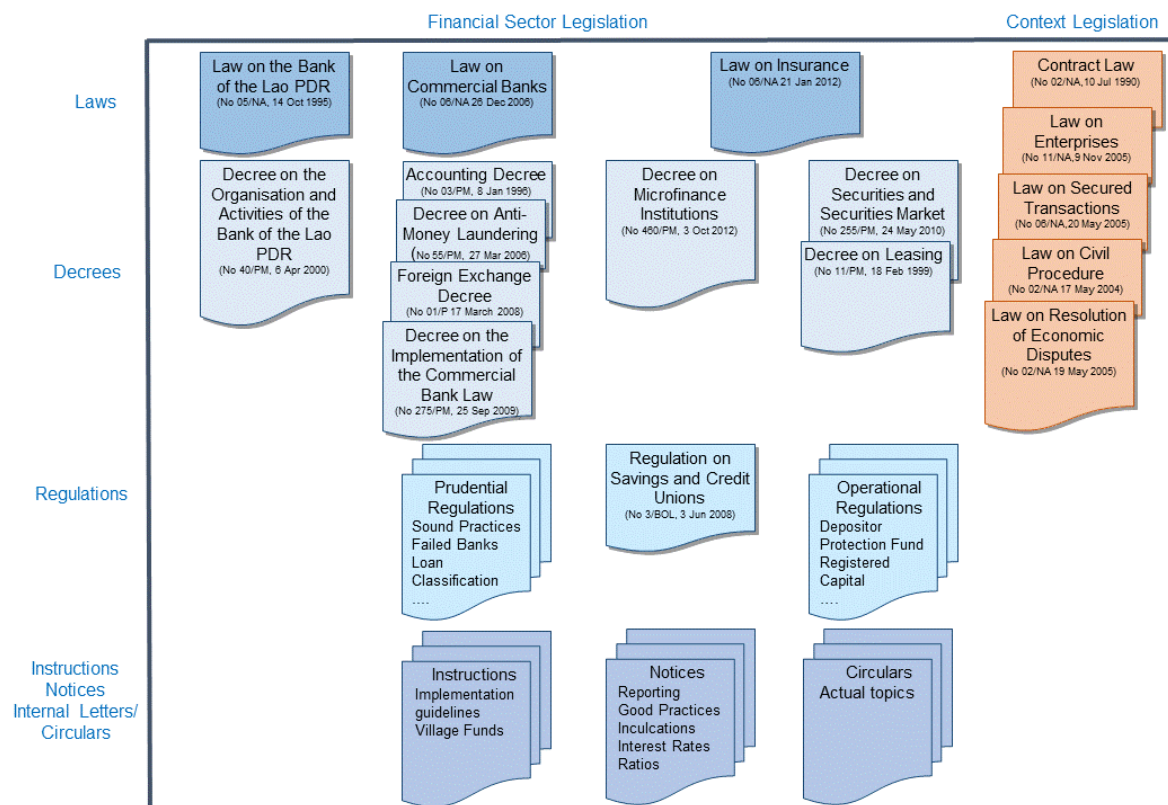 Financial Sector Legislation
Context Legislation
Laws
Law on the Bank
of the Lao PDR
(No 05/NA, 14 Oct 1995)
Law on
Commercial Banks
(No 06/NA 26 Dec 2006)
Law on Insurance
(No 06/NA 21 Jan 2012)
Contract Law
(No 02/NA,10 Jul 1990)
Law on
Enterprises
(No 11/NA,9 Nov 2005)
Law on Secured
Transactions
(No 06/NA,20 May 2005)
Law on Civil
Procedure
(No 02/NA 17 May 2004)
Law on Resolution
of Economic
Disputes
(No 02/NA 19 May 2005)
Decrees
Decree on the
Organisation and
Activities of the
Bank of the Lao
PDR
(No 40/PM, 6 Apr 2000)
Accounting Decree
(No 03/PM, 8 Jan 1996)
Decree on Anti-
Money Laundering
(No 55/PM, 27 Mar 2006)
Foreign Exchange
Decree
(No 01/P 17 March 2008)
Decree on the
Implementation of
the Commercial
Bank Law
(No 275/PM, 25 Sep 2009)
Decree on
Microfinance
Institutions
(No 460/PM, 3 Oct 2012)
Decree on
Securities and
Securities Market
(No 255/PM, 24 May 2010)
Decree on Leasing
(No 11/PM, 18 Feb 1999)
Regulations
Prudential
Regulations
Sound Practices
Failed Banks
Loan
Classification
....
Regulation on
Savings and Credit
Unions
(No 3/BOL, 3 Jun 2008)
Operational
Regulations
Depositor
Protection Fund
Registered
Capital
....
Instructions
Notices
Internal Letters/
Circulars
Instructions
Implementation
guidelines
Village Funds
Notices
Reporting
Good Practices
Inculcations
Interest Rates
Ratios
Circulars
Actual topics